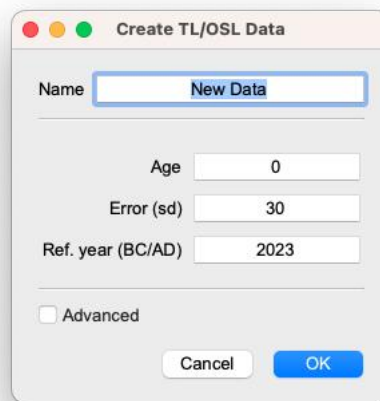 Create TL/OSL Data
Name New Data
Age 0
Error (sd) 30
Ref. year (BC/AD) 2023
Advanced
Cancel OK